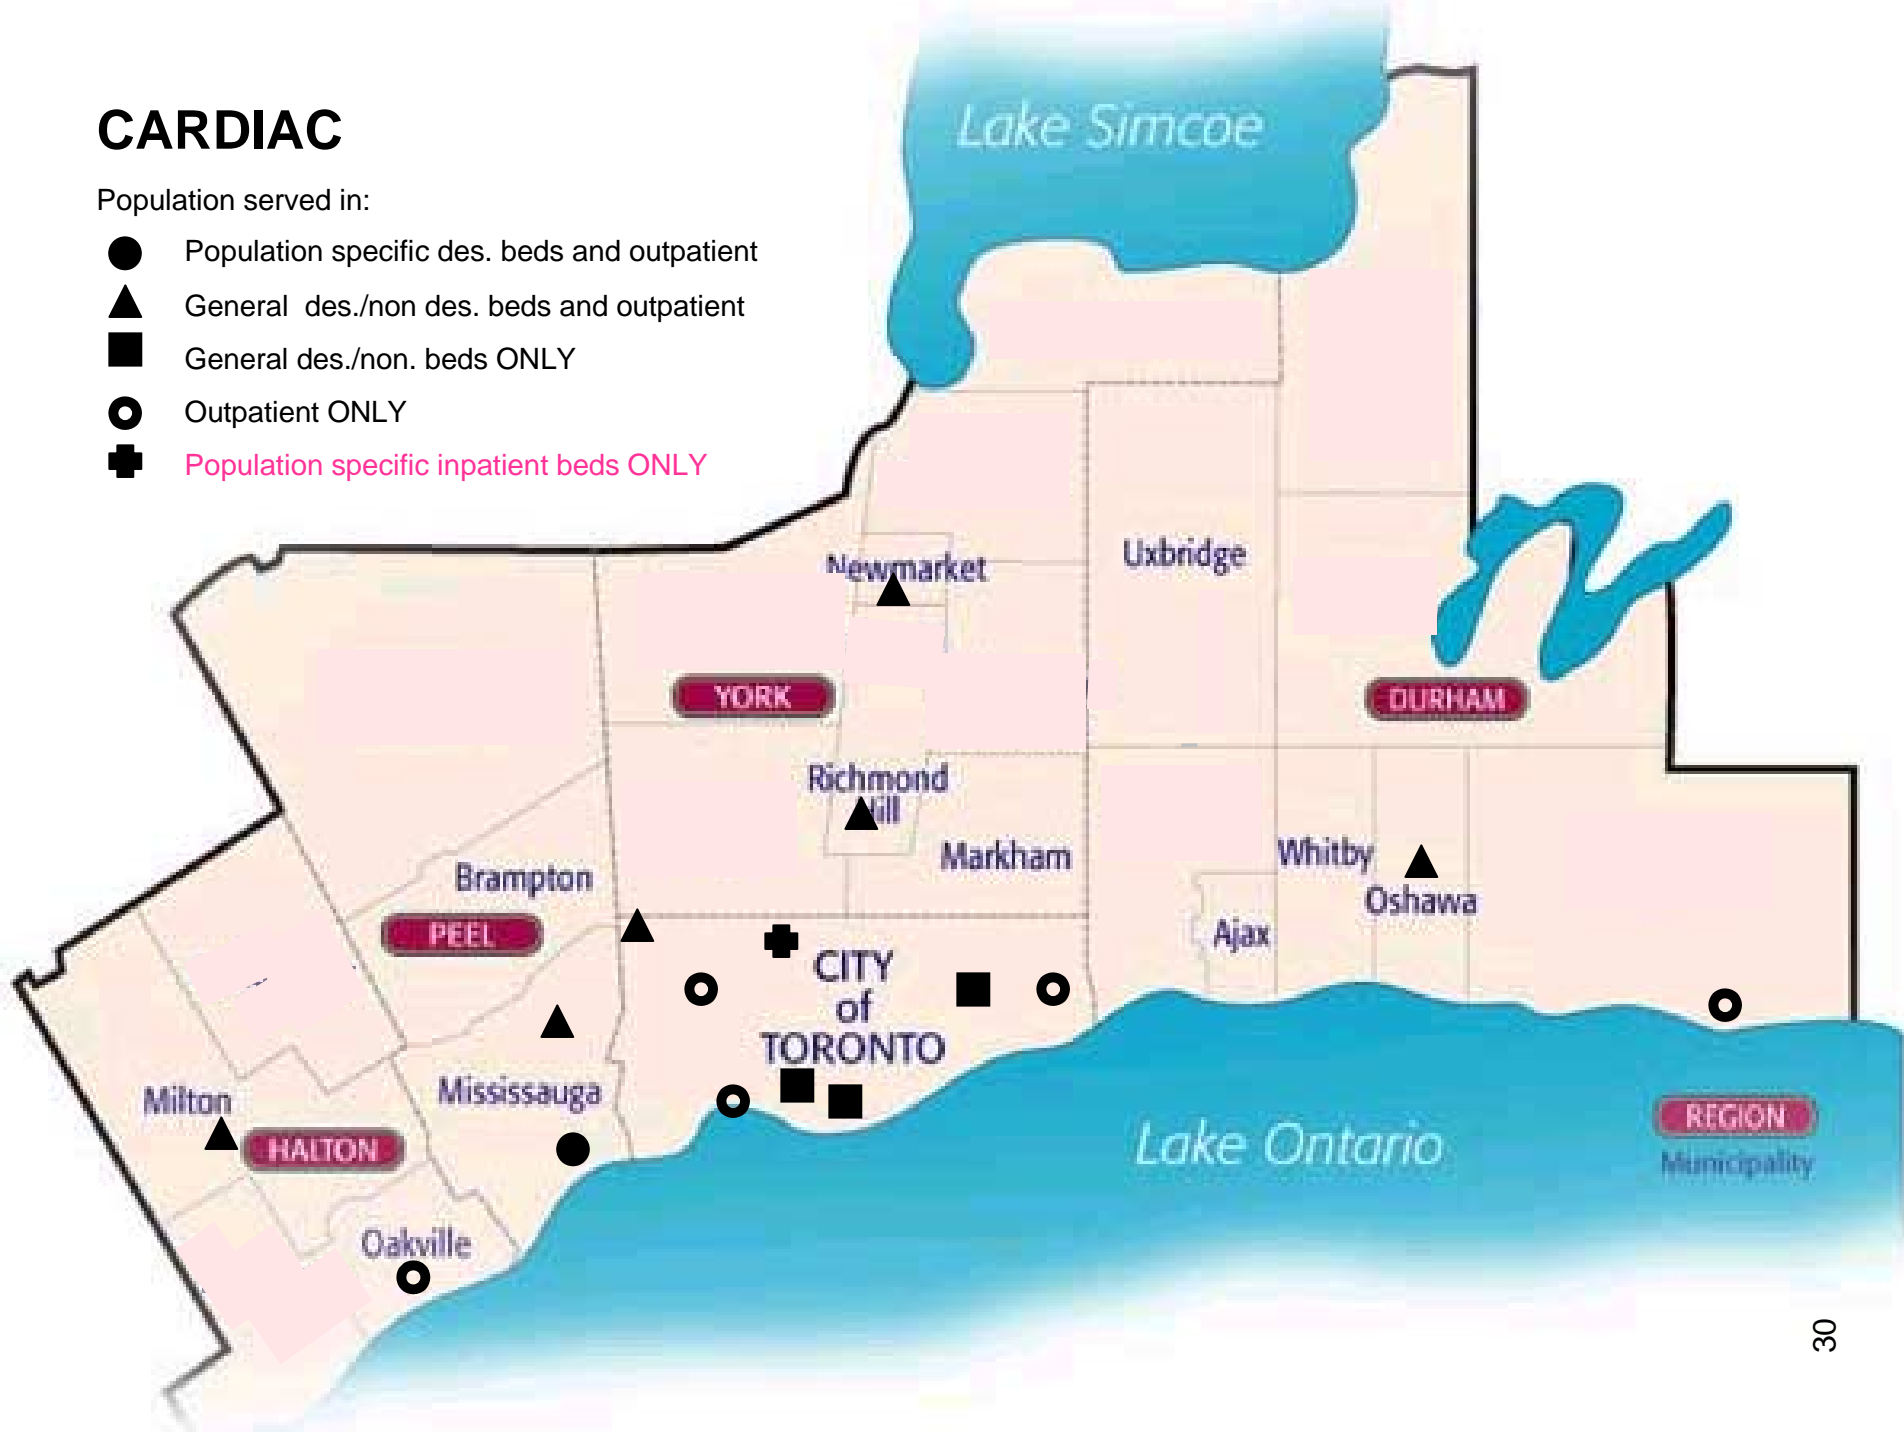 CARDIAC
Population served in:
Population specific des. beds and outpatient
General des./non des. beds and outpatient
General des./non. beds ONLY
Outpatient ONLY
Population specific inpatient beds ONLY
Lake Simcoe
Newmarket
Uxbridge
YORK
DURHAM
Richmond
Hill
Markham
Whitby
Oshawa
Brampton
PEEL
Ajax
CITY
of
TORONTO
Milton
Mississauga
HALTON
Oakville
Lake Ontario
REGION
Municipality
30